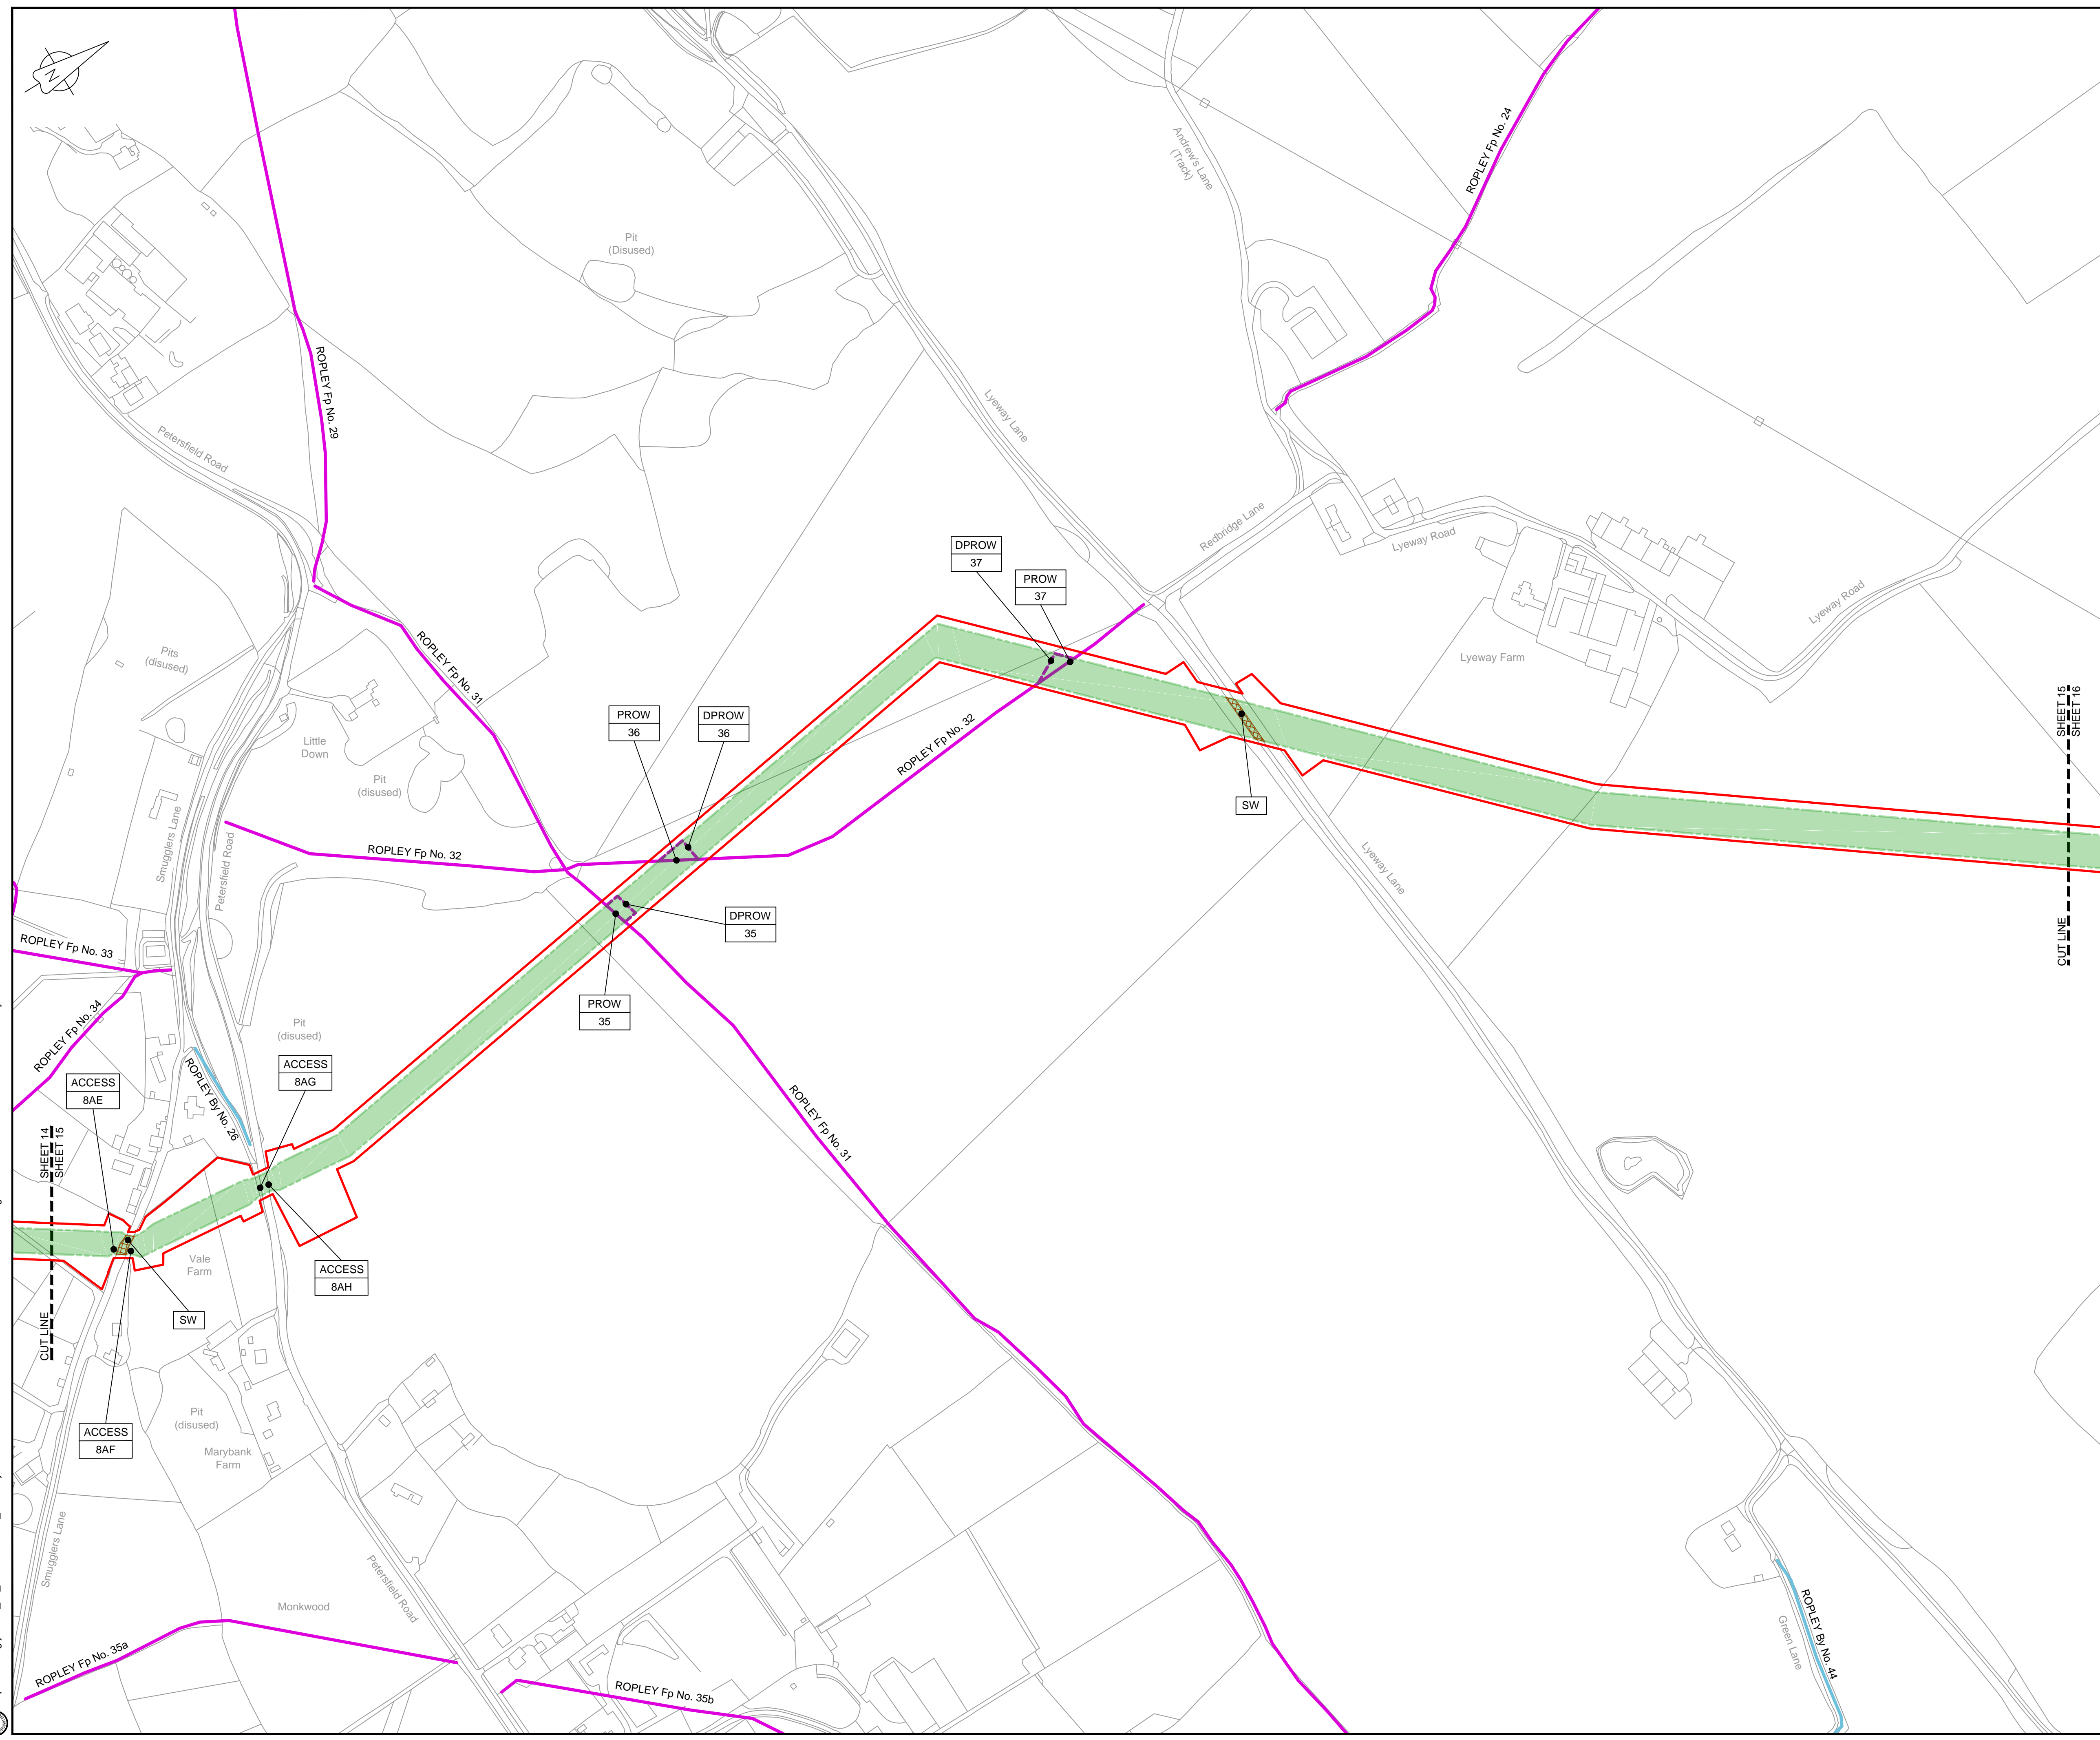 N
ROPLEY Fp No. 24
Andrew's Lane
(Track)
Pit
(Disused)
ROPLEY Fp No. 29
Petersfield Road
Lyeway Lane
Redbridge Lane
Lyeway Road
Lyeway Road
Lyeway Farm
DPROW
37
PROW
37
Pits
(disused)
ROPLEY Fp No. 31
Little
Down
Pit
(disused)
PROW
36
DPROW
36
ROPLEY Fp No. 32
SW
SHEET 15
SHEET 16
CUT LINE
Smugglers Lane
Petersfield Road
ROPLEY Fp No. 32
Lyeway Lane
DPROW
35
PROW
35
ROPLEY Fp No. 33
ROPLEY Fp No. 34
Pit
(disused)
ROPLEY By No. 26
ACCESS
8AG
ACCESS
8AE
SHEET 14
SHEET 15
CUT LINE
ROPLEY Fp No. 31
Vale
Farm
ACCESS
8AH
SW
ACCESS
8AF
Pit
(disused)
Marybank
Farm
Smugglers Lane
Petersfield Road
Monkwood
ROPLEY Fp No. 35a
ROPLEY Fp No. 35b
Green Lane
ROPLEY By No. 44